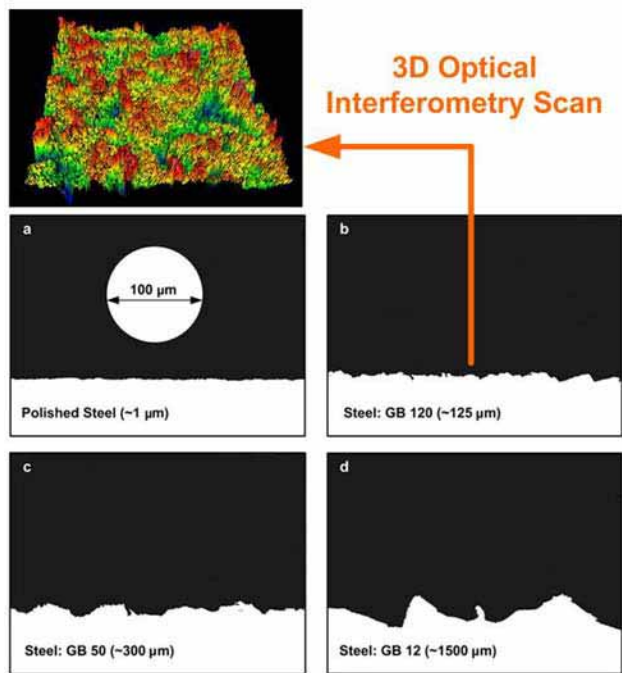 3D Optical
Interferometry Scan
a
100 µm
Polished Steel (~1 µm)
b
Steel: GB 120 (~125 µm)
c
Steel: GB 50 (~300 µm)
d
Steel: GB 12 (~1500 µm)